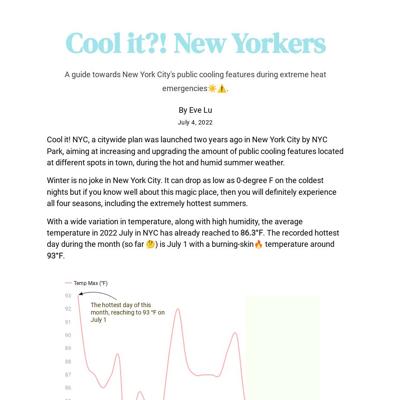 Cool it?! New Yorkers
A guide towards New York City's public cooling features during extreme heat
emergencies☀️⚠️.
By Eve Lu
July 4, 2022
Cool it! NYC, a citywide plan was launched two years ago in New York City by NYC
Park, aiming at increasing and upgrading the amount of public cooling features located
at different spots in town, during the hot and humid summer weather.
Winter is no joke in New York City. It can drop as low as 0-degree F on the coldest
nights but if you know well about this magic place, then you will definitely experience
all four seasons, including the extremely hottest summers.
With a wide variation in temperature, along with high humidity, the average
temperature in 2022 July in NYC has already reached to 86.3°F. The recorded hottest
day during the month (so far 🤔) is July 1 with a burning-skin🔥 temperature around
93°F.
Temp Max (°F)
93
The hottest day of this
month, reaching to 93 °F on
July 1
92
91
90
89
88
87
86
85